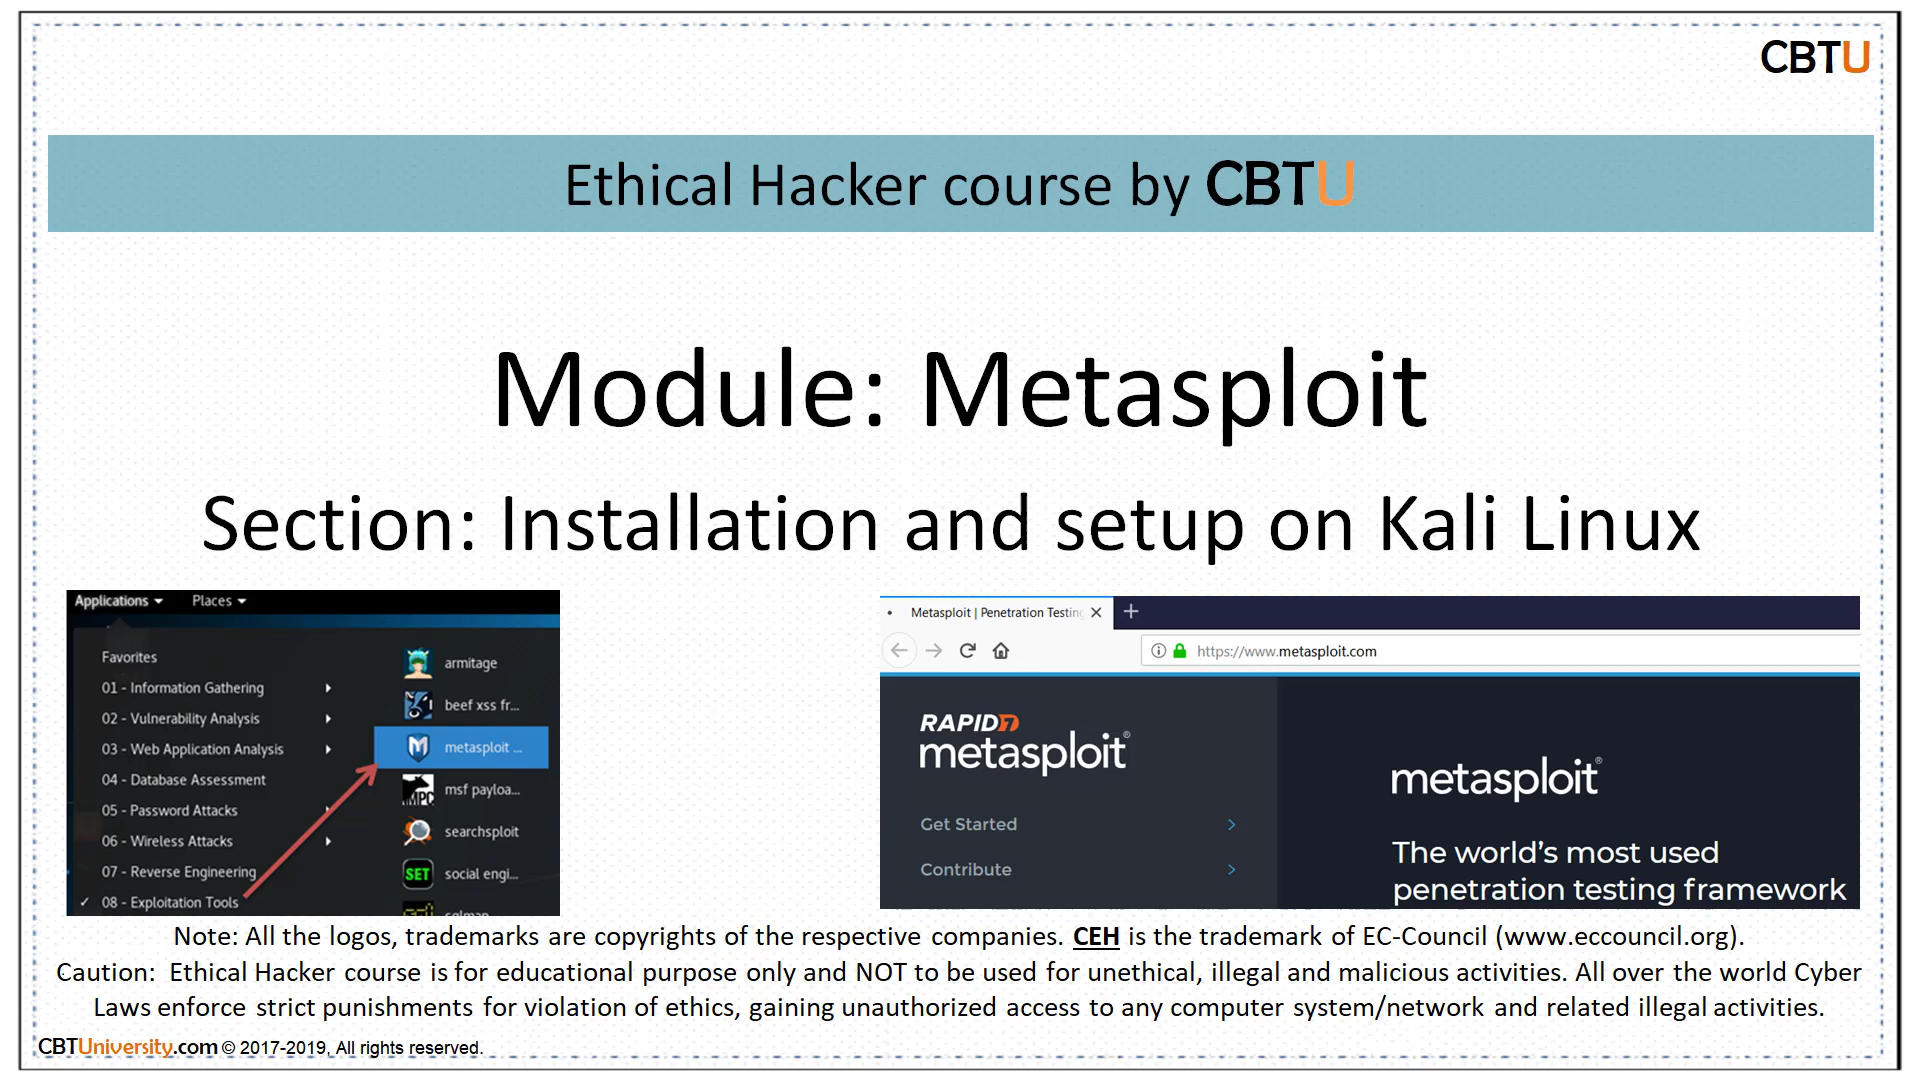 CBTU
Ethical Hacker course by CBTU
Module: Metasploit
Section: Installation and setup on Kali Linux
Applications Places
Favorites
01 - Information Gathering
02 - Vulnerability Analysis
03 - Web Application Analysis
04 - Database Assessment
05 - Password Attacks
06 - Wireless Attacks
07 - Reverse Engineering
08 - Exploitation Tools
armitage
beef xss fr...
metasploit ...
msf payloa...
searchsploit
SET social engi...
sqlmap
Metasploit | Penetration Testing
https://www.metasploit.com
RAPID7
metasploit®
Get Started
Contribute
metasploit®
The world's most used
penetration testing framework
Note: All the logos, trademarks are copyrights of the respective companies. CEH is the trademark of EC-Council (www.eccouncil.org).
Caution: Ethical Hacker course is for educational purpose only and NOT to be used for unethical, illegal and malicious activities. All over the world Cyber
Laws enforce strict punishments for violation of ethics, gaining unauthorized access to any computer system/network and related illegal activities.
CBTUniversity.com © 2017-2019, All rights reserved.